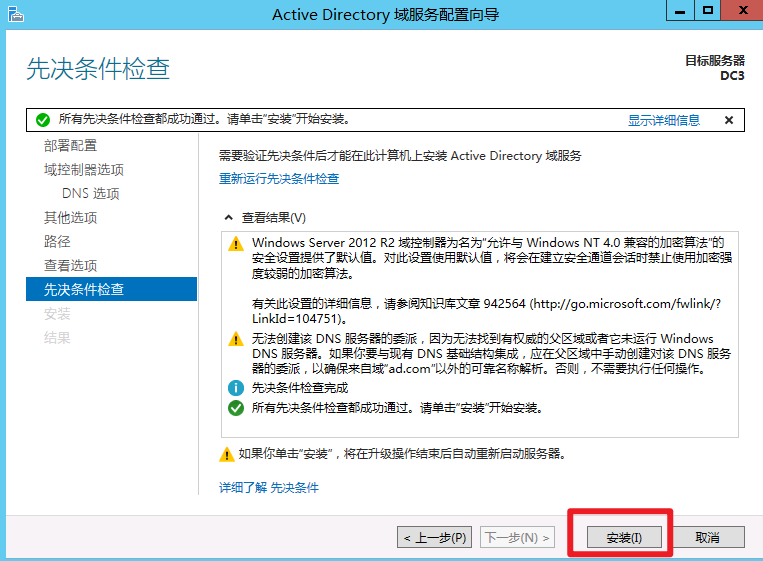 Active Directory 域服务配置向导
先决条件检查
目标服务器
DC3
所有先决条件检查都成功通过。请单击"安装"开始安装。
显示详细信息
部署配置
域控制器选项
DNS 选项
其他选项
路径
查看选项
先决条件检查
安装
结果
需要验证先决条件后才能在此计算机上安装 Active Directory 域服务
重新运行先决条件检查
查看结果(V)
Windows Server 2012 R2 域控制器为名为"允许与 Windows NT 4.0 兼容的加密算法"的
安全设置提供了默认值。对此设置使用默认值，将会在建立安全通道会话时禁止使用加密强
度较弱的加密算法。
有关此设置的详细信息，请参阅知识库文章 942564 (http://go.microsoft.com/fwlink/?
LinkId=104751)。
无法创建该 DNS 服务器的委派，因为无法找到有权威的父区域或者它未运行 Windows
DNS 服务器。如果你要与现有 DNS 基础结构集成，应在父区域中手动创建对该 DNS 服务
器的委派，以确保来自域"ad.com"以外的可靠名称解析。否则，不需要执行任何操作。
先决条件检查完成
所有先决条件检查都成功通过。请单击"安装"开始安装。
如果你单击"安装"，将在升级操作结束后自动重新启动服务器。
详细了解 先决条件
< 上一步(P)
下一步(N) >
安装(I)
取消